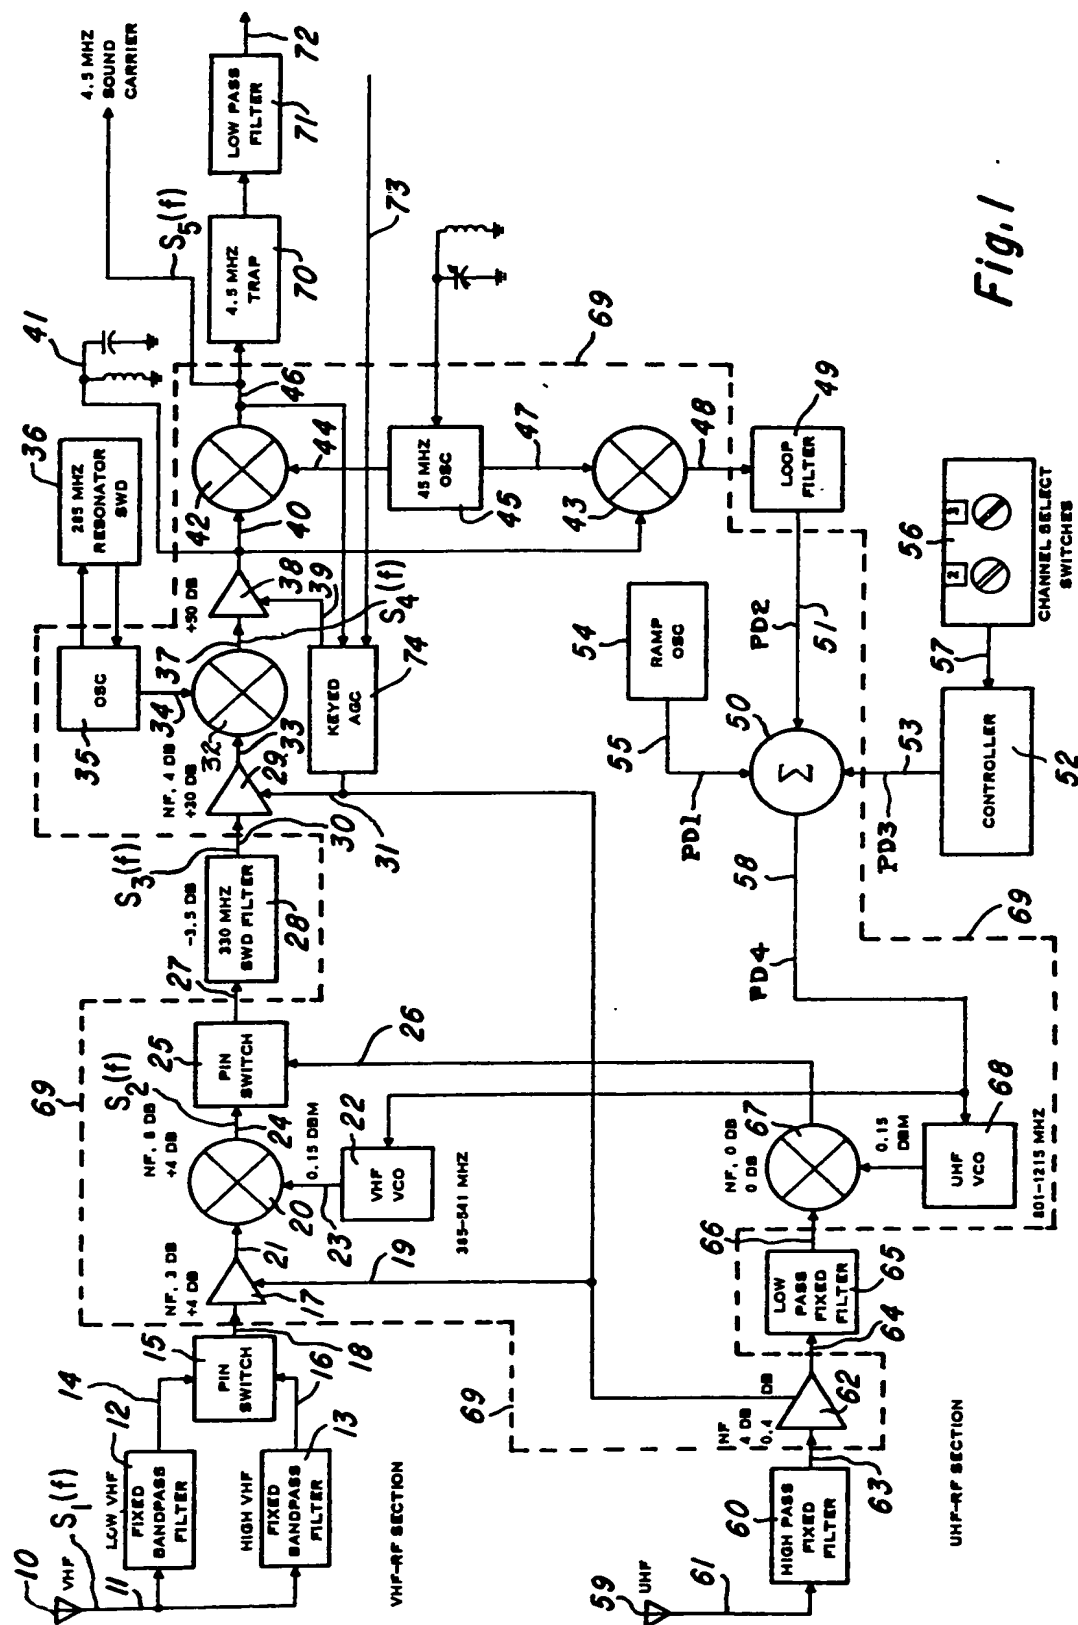 10
VHF
S1(f)
11
LOW VHF
12
FIXED
BANDPASS
FILTER
14
HIGH VHF
FIXED
BANDPASS
FILTER
13
16
VHF-RF SECTION
15
PIN
SWITCH
18
NF, 3 DB
+4 DB
17
19
21
69
NF, 8 DB
+4 DB
20
S2(f)
24
0.15 DBM
23
22
VHF
VCO
385-541 MHZ
25
PIN
SWITCH
26
27
-3.5 DB
330 MHZ
SWD FILTER
28
S3(f)
30
NF, 4 DB
+30 DB
29
31
33
32
34
35
OSC
36
285 MHZ
RESONATOR
SWD
37
S4(f)
+50 DB
38
39
KEYED
AGC
74
40
41
42
44
46
45 MHZ
OSC
45
47
43
48
69
S5(f)
4.5 MHZ
SOUND
CARRIER
4.5 MHZ
TRAP
70
LOW PASS
FILTER
71
72
73
LOOP
FILTER
49
PD2
51
RAMP
OSC
54
55
PD1
Σ
50
58
PD4
PD3
53
CONTROLLER
52
57
56
2
3
CHANNEL SELECT
SWITCHES
69
59
UHF
61
60
HIGH PASS
FIXED
FILTER
63
UHF-RF SECTION
69
NF
4 DB
0.4 DB
62
64
LOW
PASS
FIXED
FILTER
65
66
NF, 0 DB
0 DB
67
0.15
DBM
UHF
VCO
68
801-1215 MHZ
Fig. 1